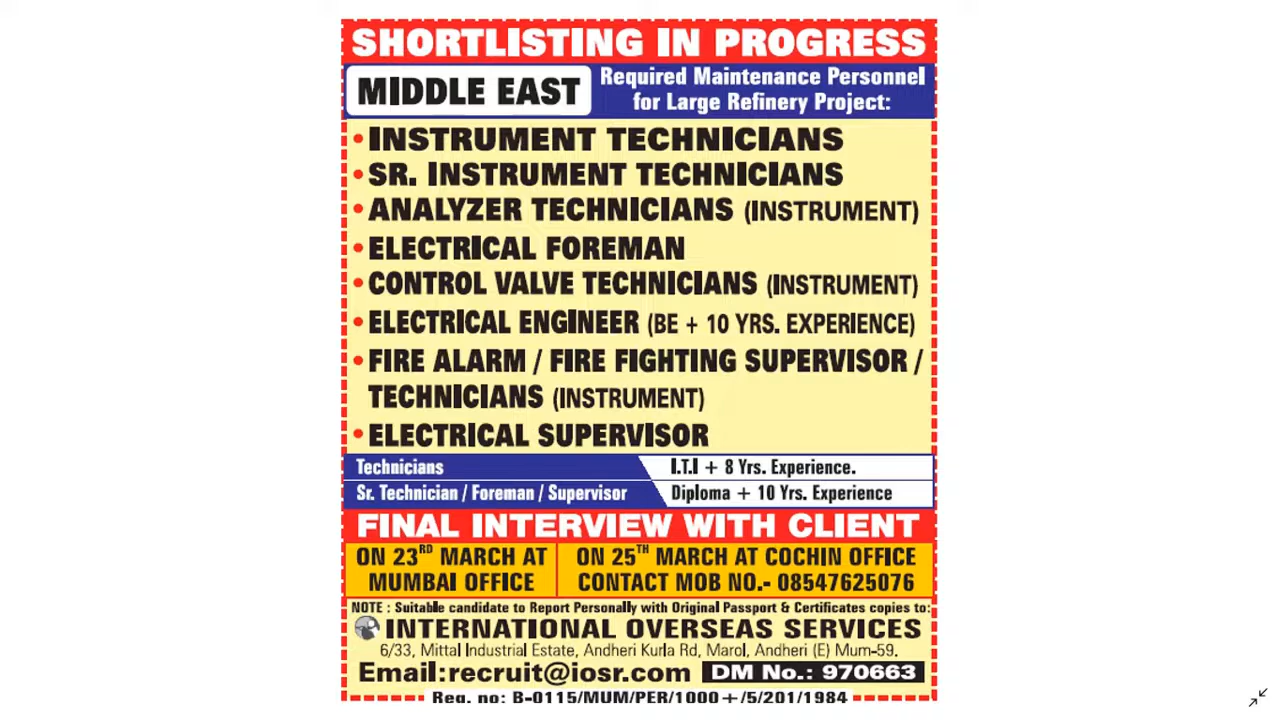 SHORTLISTING IN PROGRESS
MIDDLE EAST
Required Maintenance Personnel
for Large Refinery Project:
• INSTRUMENT TECHNICIANS
• SR. INSTRUMENT TECHNICIANS
• ANALYZER TECHNICIANS (INSTRUMENT)
• ELECTRICAL FOREMAN
• CONTROL VALVE TECHNICIANS (INSTRUMENT)
• ELECTRICAL ENGINEER (BE + 10 YRS. EXPERIENCE)
• FIRE ALARM / FIRE FIGHTING SUPERVISOR /
TECHNICIANS (INSTRUMENT)
• ELECTRICAL SUPERVISOR
Technicians I.T.I + 8 Yrs. Experience.
Sr. Technician / Foreman / Supervisor Diploma + 10 Yrs. Experience
FINAL INTERVIEW WITH CLIENT
ON 23RD MARCH AT
MUMBAI OFFICE
ON 25TH MARCH AT COCHIN OFFICE
CONTACT MOB NO.- 08547625076
NOTE : Suitable candidate to Report Personally with Original Passport & Certificates copies to:
INTERNATIONAL OVERSEAS SERVICES
6/33, Mittal Industrial Estate, Andheri Kurla Rd, Marol, Andheri (E) Mum-59.
Email:recruit@iosr.com DM No.: 970663
Reg. no: B-0115/MUM/PER/1000+/5/201/1984